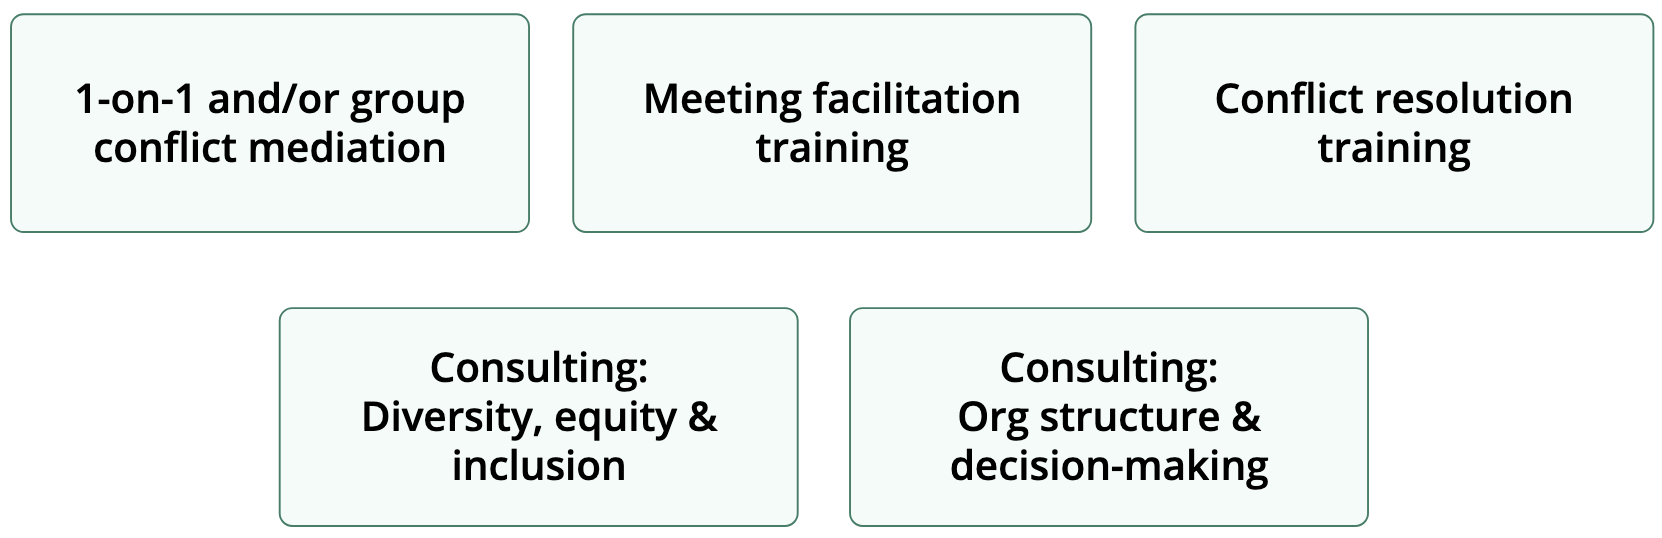 1-on-1 and/or group
conflict mediation
Meeting facilitation
training
Conflict resolution
training
Consulting:
Diversity, equity &
inclusion
Consulting:
Org structure &
decision-making